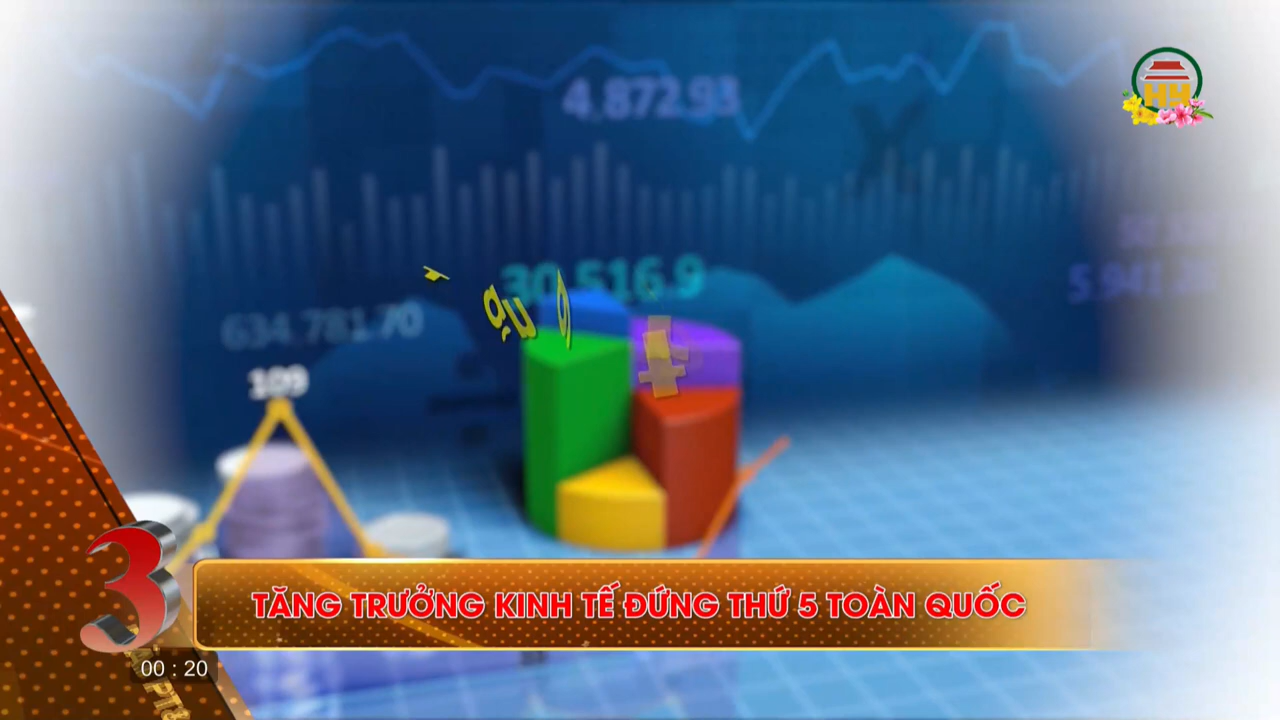 4,872.93
HY
30,516.9
634,781.70
109
3
TĂNG TRƯỞNG KINH TẾ ĐỨNG THỨ 5 TOÀN QUỐC
00 : 20